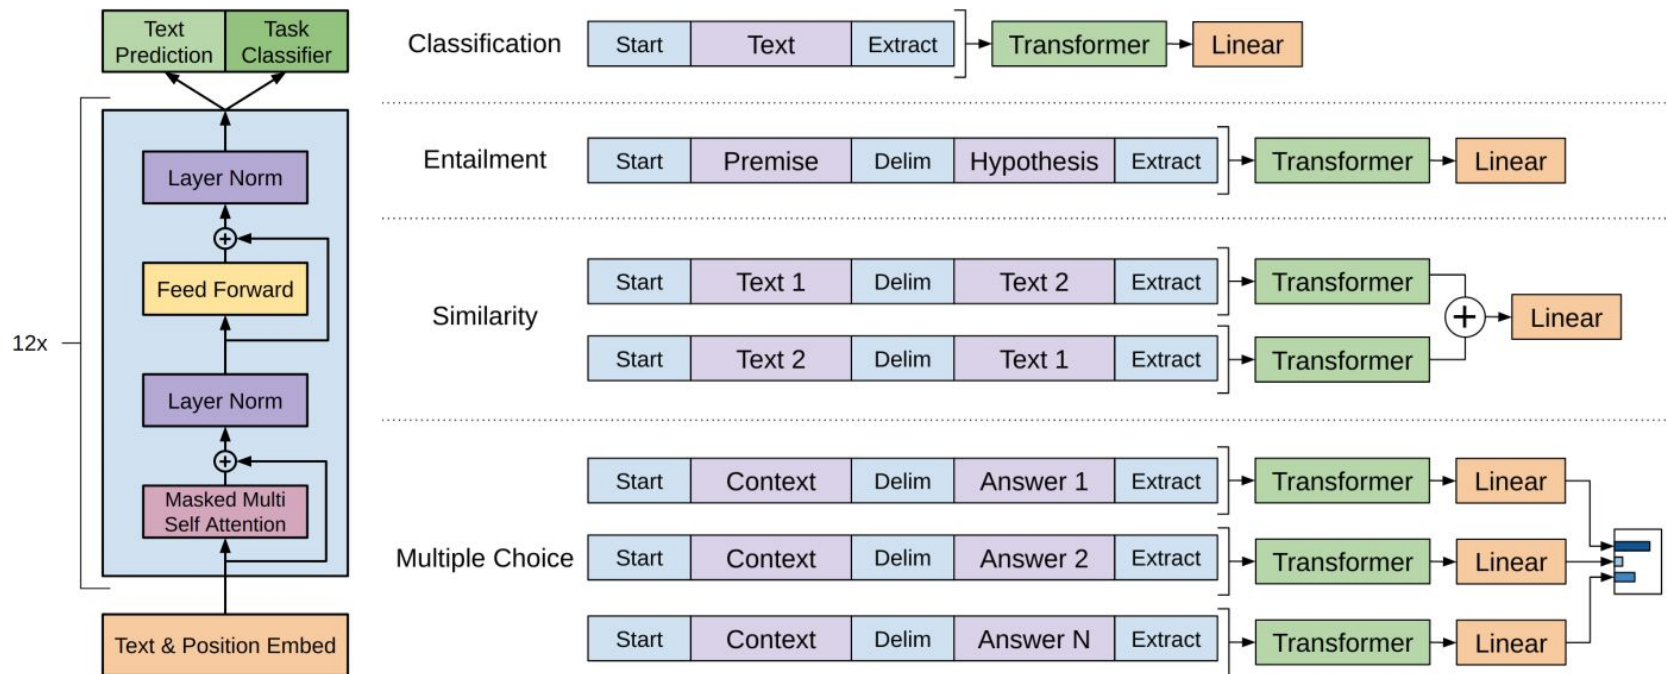 Text
Prediction
Task
Classifier
12x
Layer Norm
+
Feed Forward
Layer Norm
+
Masked Multi
Self Attention
Text & Position Embed
Classification
Start Text Extract Transformer Linear
Entailment
Start Premise Delim Hypothesis Extract Transformer Linear
Similarity
Start Text 1 Delim Text 2 Extract Transformer
Start Text 2 Delim Text 1 Extract Transformer
+ Linear
Multiple Choice
Start Context Delim Answer 1 Extract Transformer Linear
Start Context Delim Answer 2 Extract Transformer Linear
Start Context Delim Answer N Extract Transformer Linear